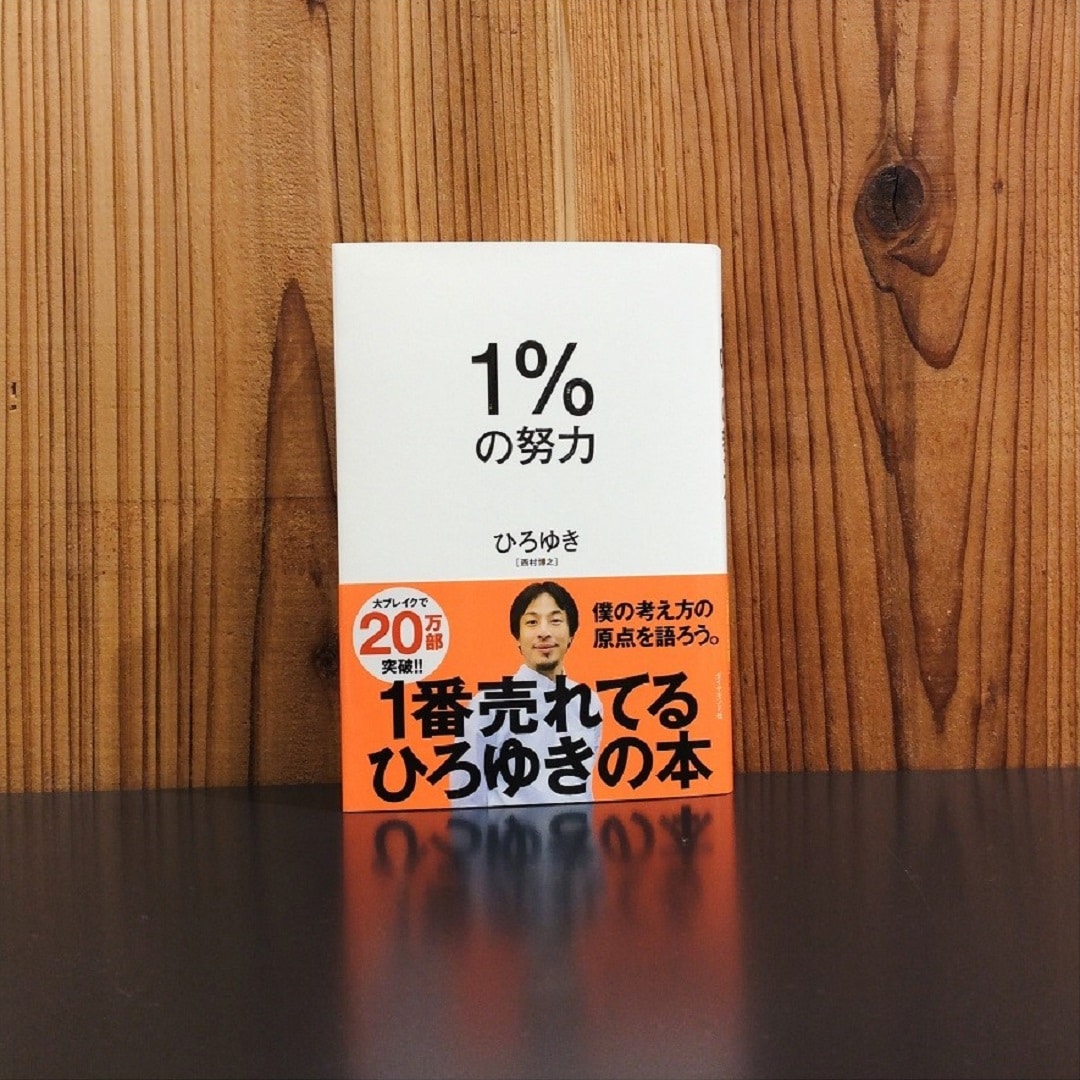 1%
の努力
ひろゆき
[西村博之]
大ブレイクで
20万部
突破!!
僕の考え方の
原点を語ろう。
1番売れてる
ひろゆきの本